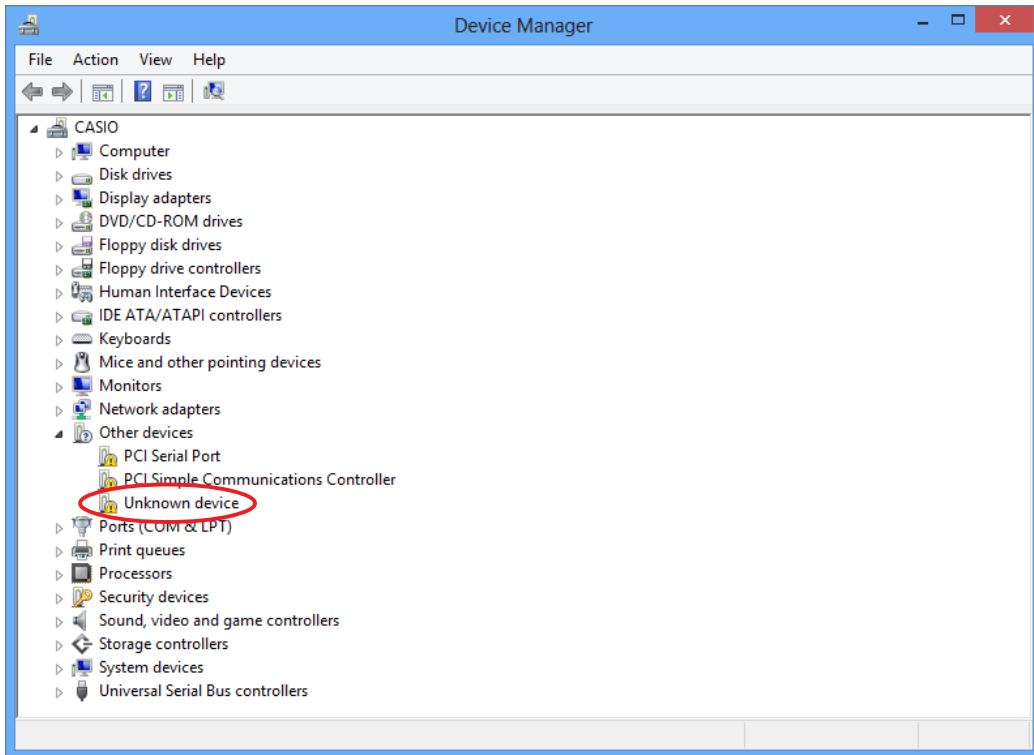 Device Manager
File Action View Help
CASIO
Computer
Disk drives
Display adapters
DVD/CD-ROM drives
Floppy disk drives
Floppy drive controllers
Human Interface Devices
IDE ATA/ATAPI controllers
Keyboards
Mice and other pointing devices
Monitors
Network adapters
Other devices
PCI Serial Port
PCI Simple Communications Controller
Unknown device
Ports (COM & LPT)
Print queues
Processors
Security devices
Sound, video and game controllers
Storage controllers
System devices
Universal Serial Bus controllers